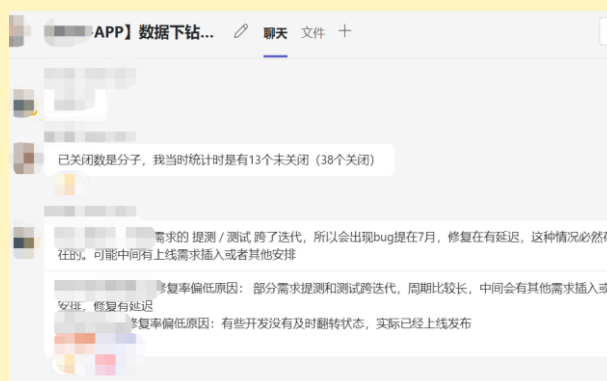 APP】数据下钻... 聊天 文件
已关闭数是分子，我当时统计时是有13个未关闭（38个关闭）
需求的 提测 / 测试 跨了迭代，所以会出现bug提在7月，修复在有延迟，这种情况必然存
在的。可能中间有上线需求插入或者其他安排
修复率偏低原因： 部分需求提测和测试跨迭代，周期比较长，中间会有其他需求插入或
安排，修复有延迟
修复率偏低原因：有些开发没有及时翻转状态，实际已经上线发布